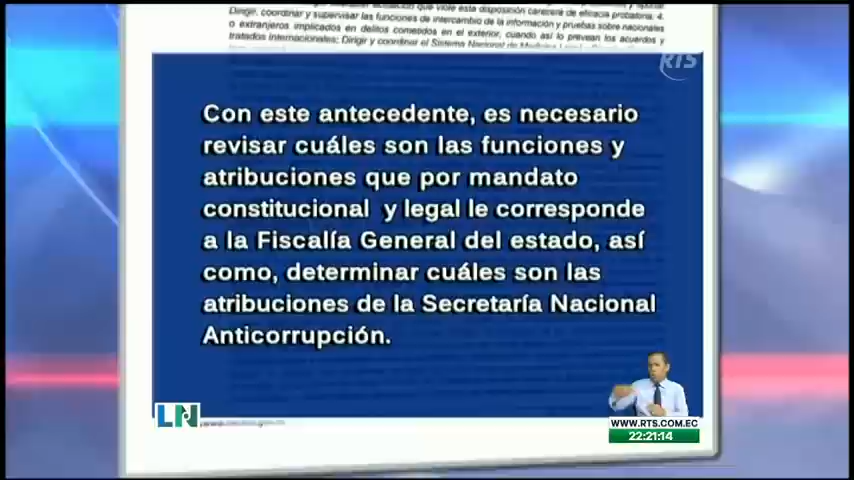 Dirigir, coordinar y supervisar las funciones de intercambio de la información y pruebas sobre nacionales
o extranjeros implicados en delitos cometidos en el exterior, cuando así lo prevean los acuerdos y
tratados internacionales; Dirigir y coordinar el Sistema Nacional de Medicina Legal
RTS
Con este antecedente, es necesario
revisar cuáles son las funciones y
atribuciones que por mandato
constitucional y legal le corresponde
a la Fiscalía General del estado, así
como, determinar cuáles son las
atribuciones de la Secretaría Nacional
Anticorrupción.
LN
WWW.RTS.COM.EC
22:21:14